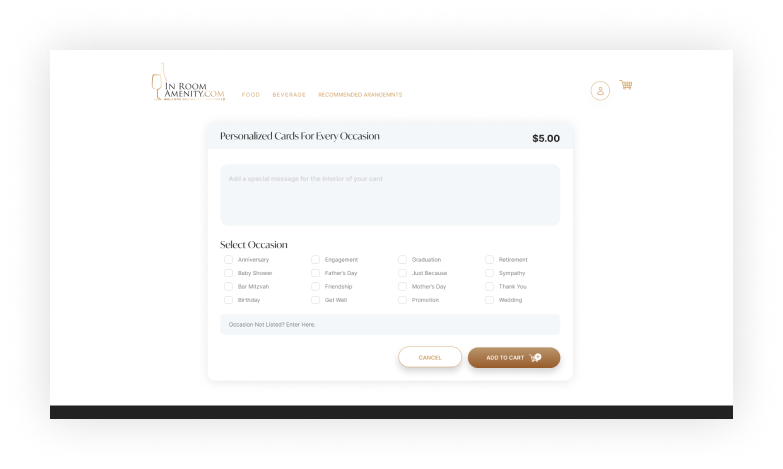 IN ROOM
AMENITY.COM
FOOD
BEVERAGE
RECOMMENDED ARANGEMNTS
Personalized Cards For Every Occasion
$5.00
Add a special message for the interior of your card
Select Occasion
Anniversary
Engagement
Graduation
Retirement
Baby Shower
Father's Day
Just Because
Sympathy
Bar Mitzvah
Friendship
Mother's Day
Thank You
Birthday
Get Well
Promotion
Wedding
Occasion Not Listed? Enter Here.
CANCEL
ADD TO CART